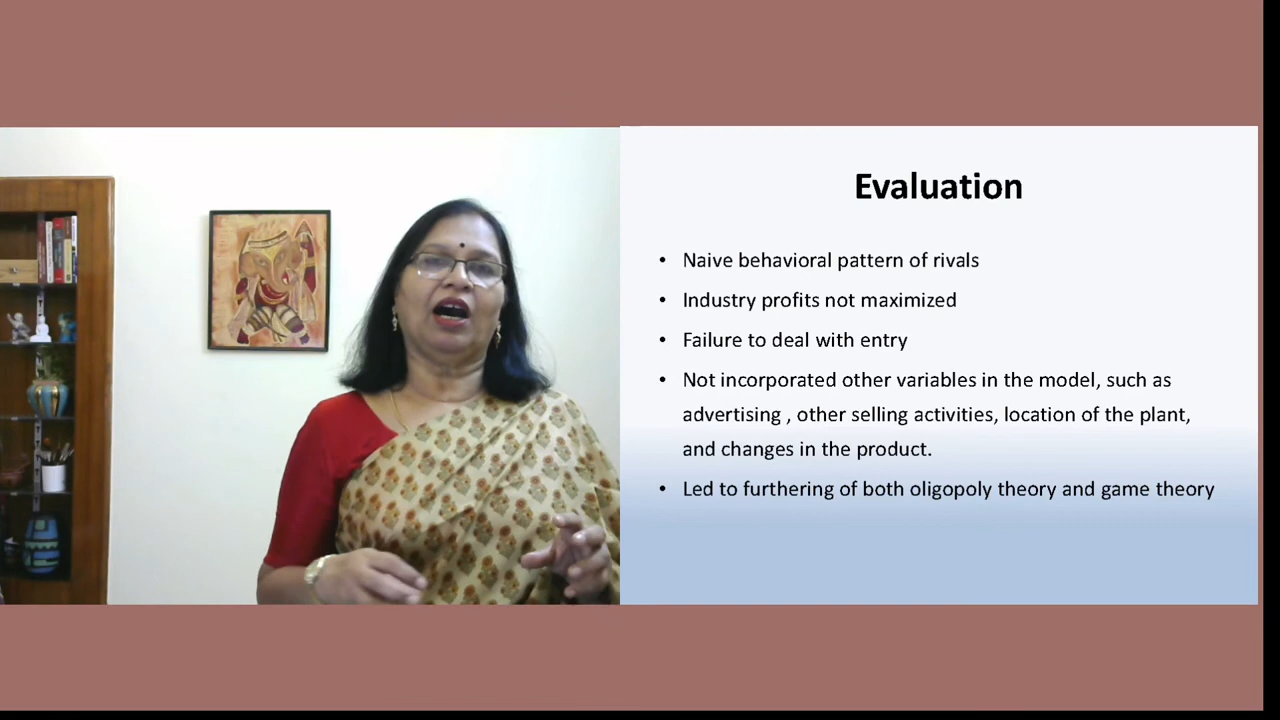 Evaluation
• Naive behavioral pattern of rivals
• Industry profits not maximized
• Failure to deal with entry
• Not incorporated other variables in the model, such as
advertising , other selling activities, location of the plant,
and changes in the product.
• Led to furthering of both oligopoly theory and game theory